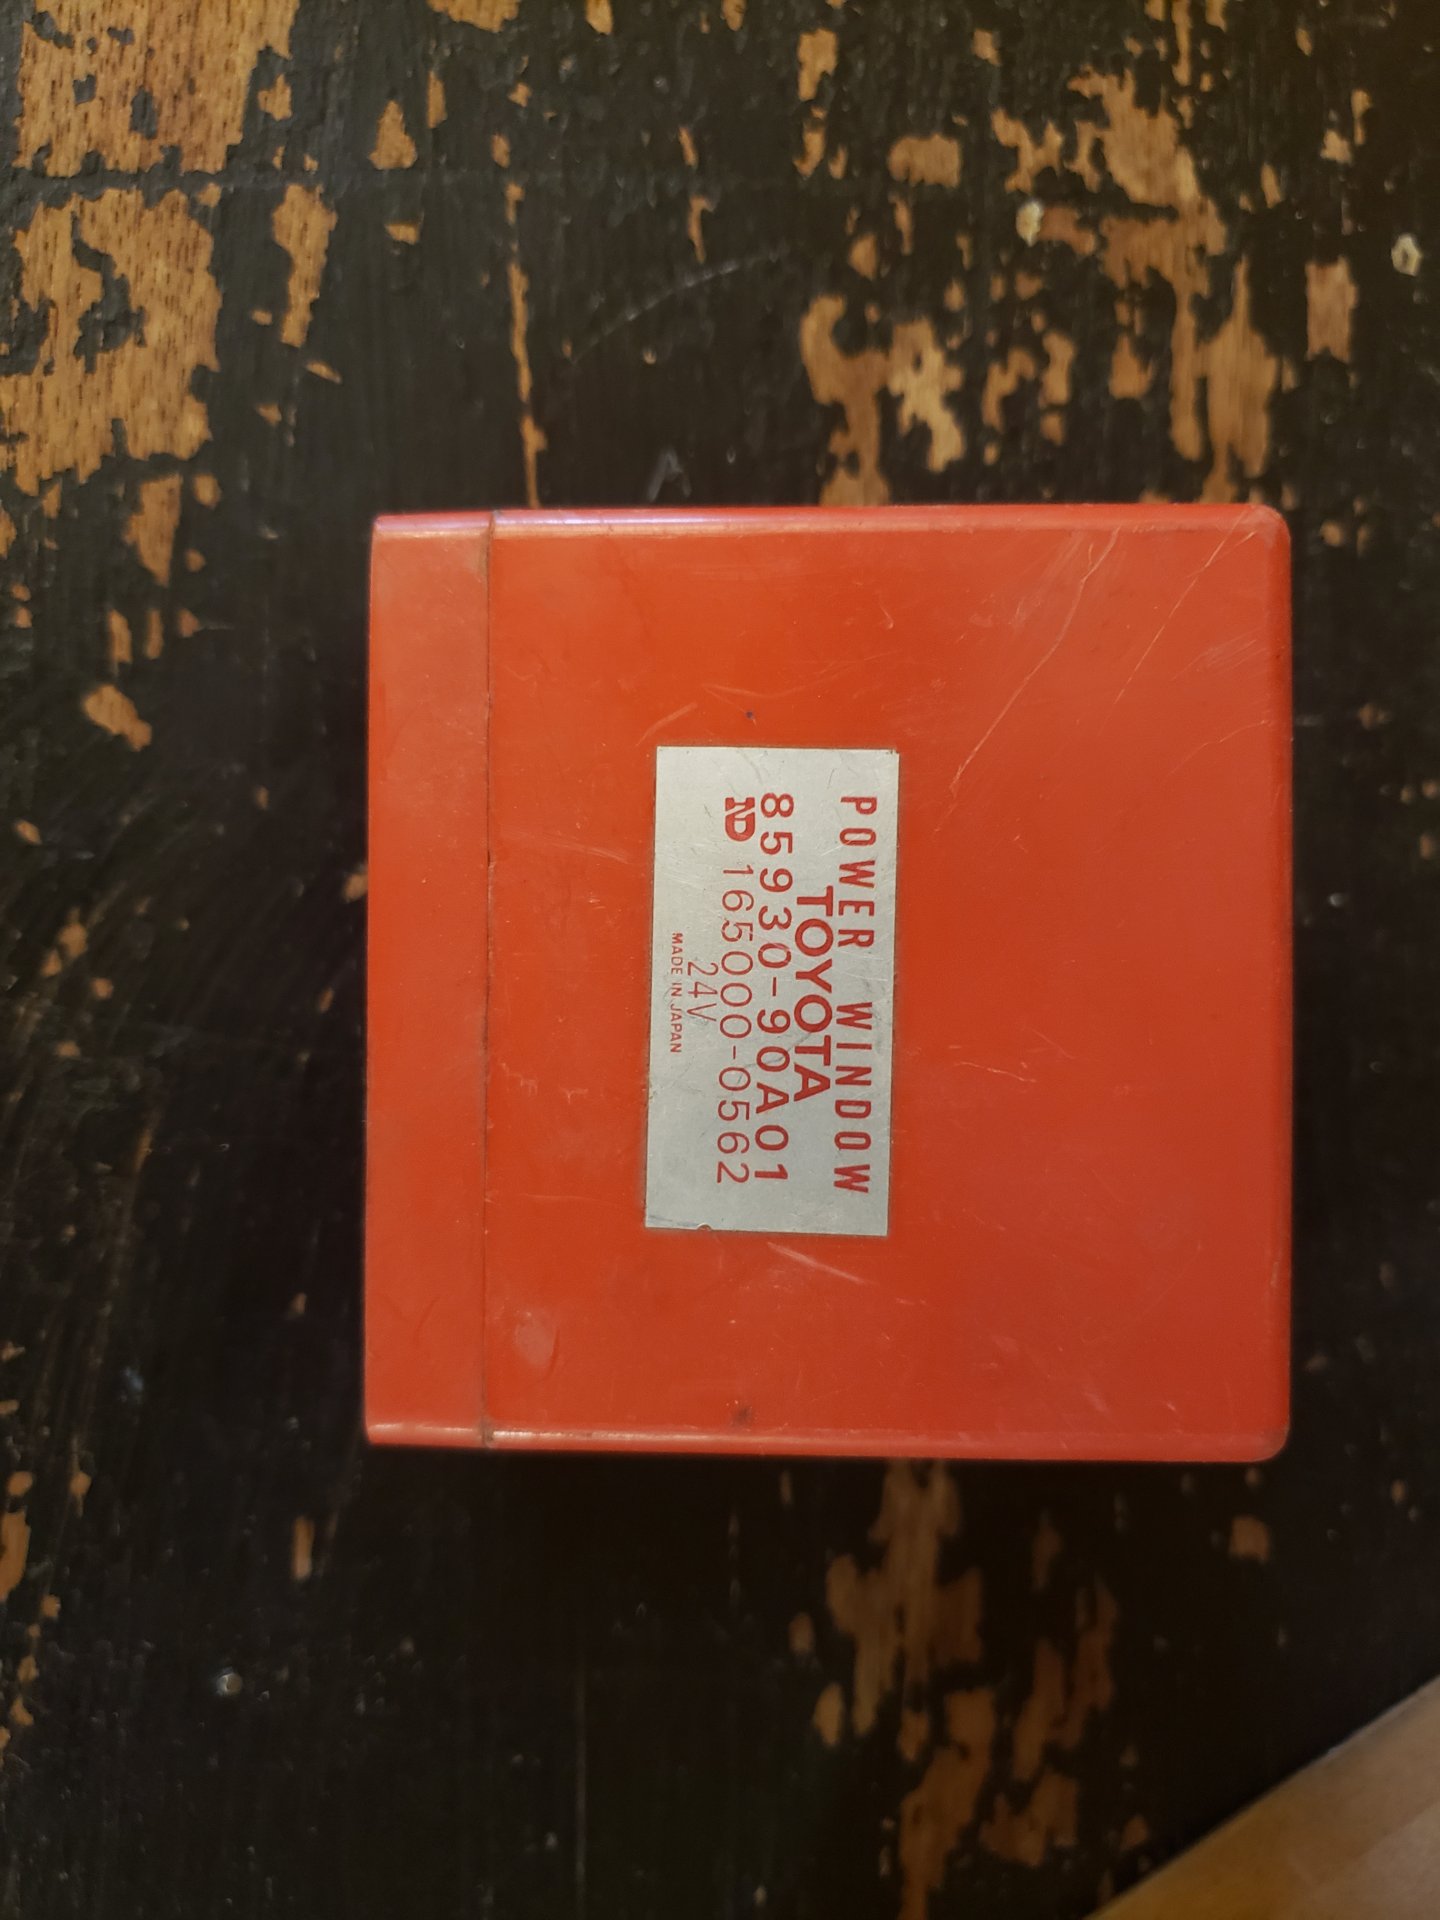 POWER WINDOW
TOYOTA
85930-90A01
ND 165000-0562
24V
MADE IN JAPAN